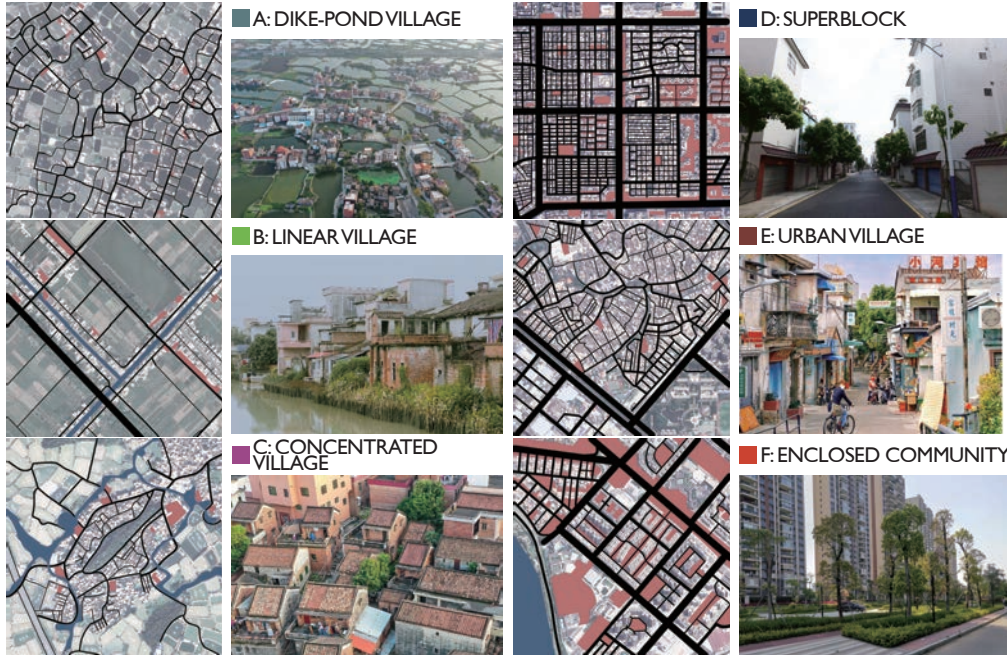 A: DIKE-POND VILLAGE
D: SUPERBLOCK
B: LINEAR VILLAGE
E: URBAN VILLAGE
C: CONCENTRATED
VILLAGE
F: ENCLOSED COMMUNITY